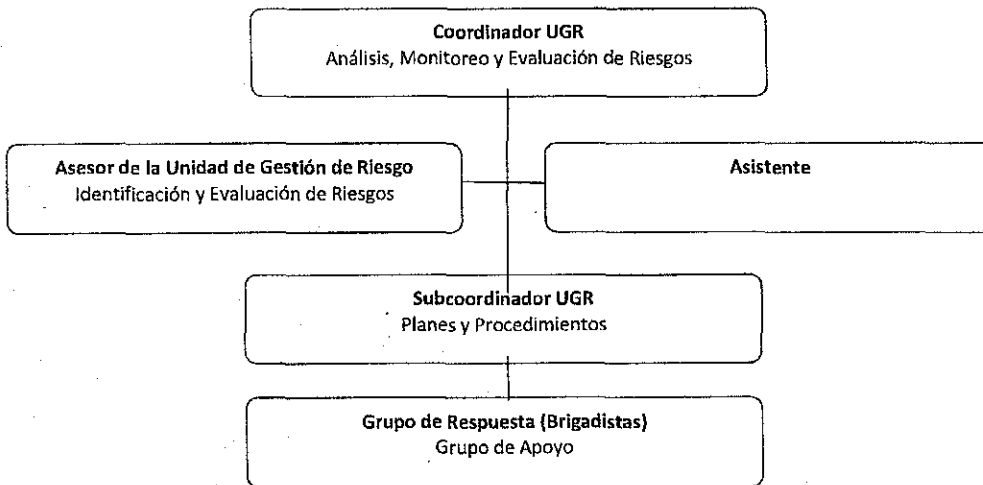 Coordinador UGR
Análisis, Monitoreo y Evaluación de Riesgos
Asesor de la Unidad de Gestión de Riesgo
Identificación y Evaluación de Riesgos
Asistente
Subcoordinador UGR
Planes y Procedimientos
Grupo de Respuesta (Brigadistas)
Grupo de Apoyo